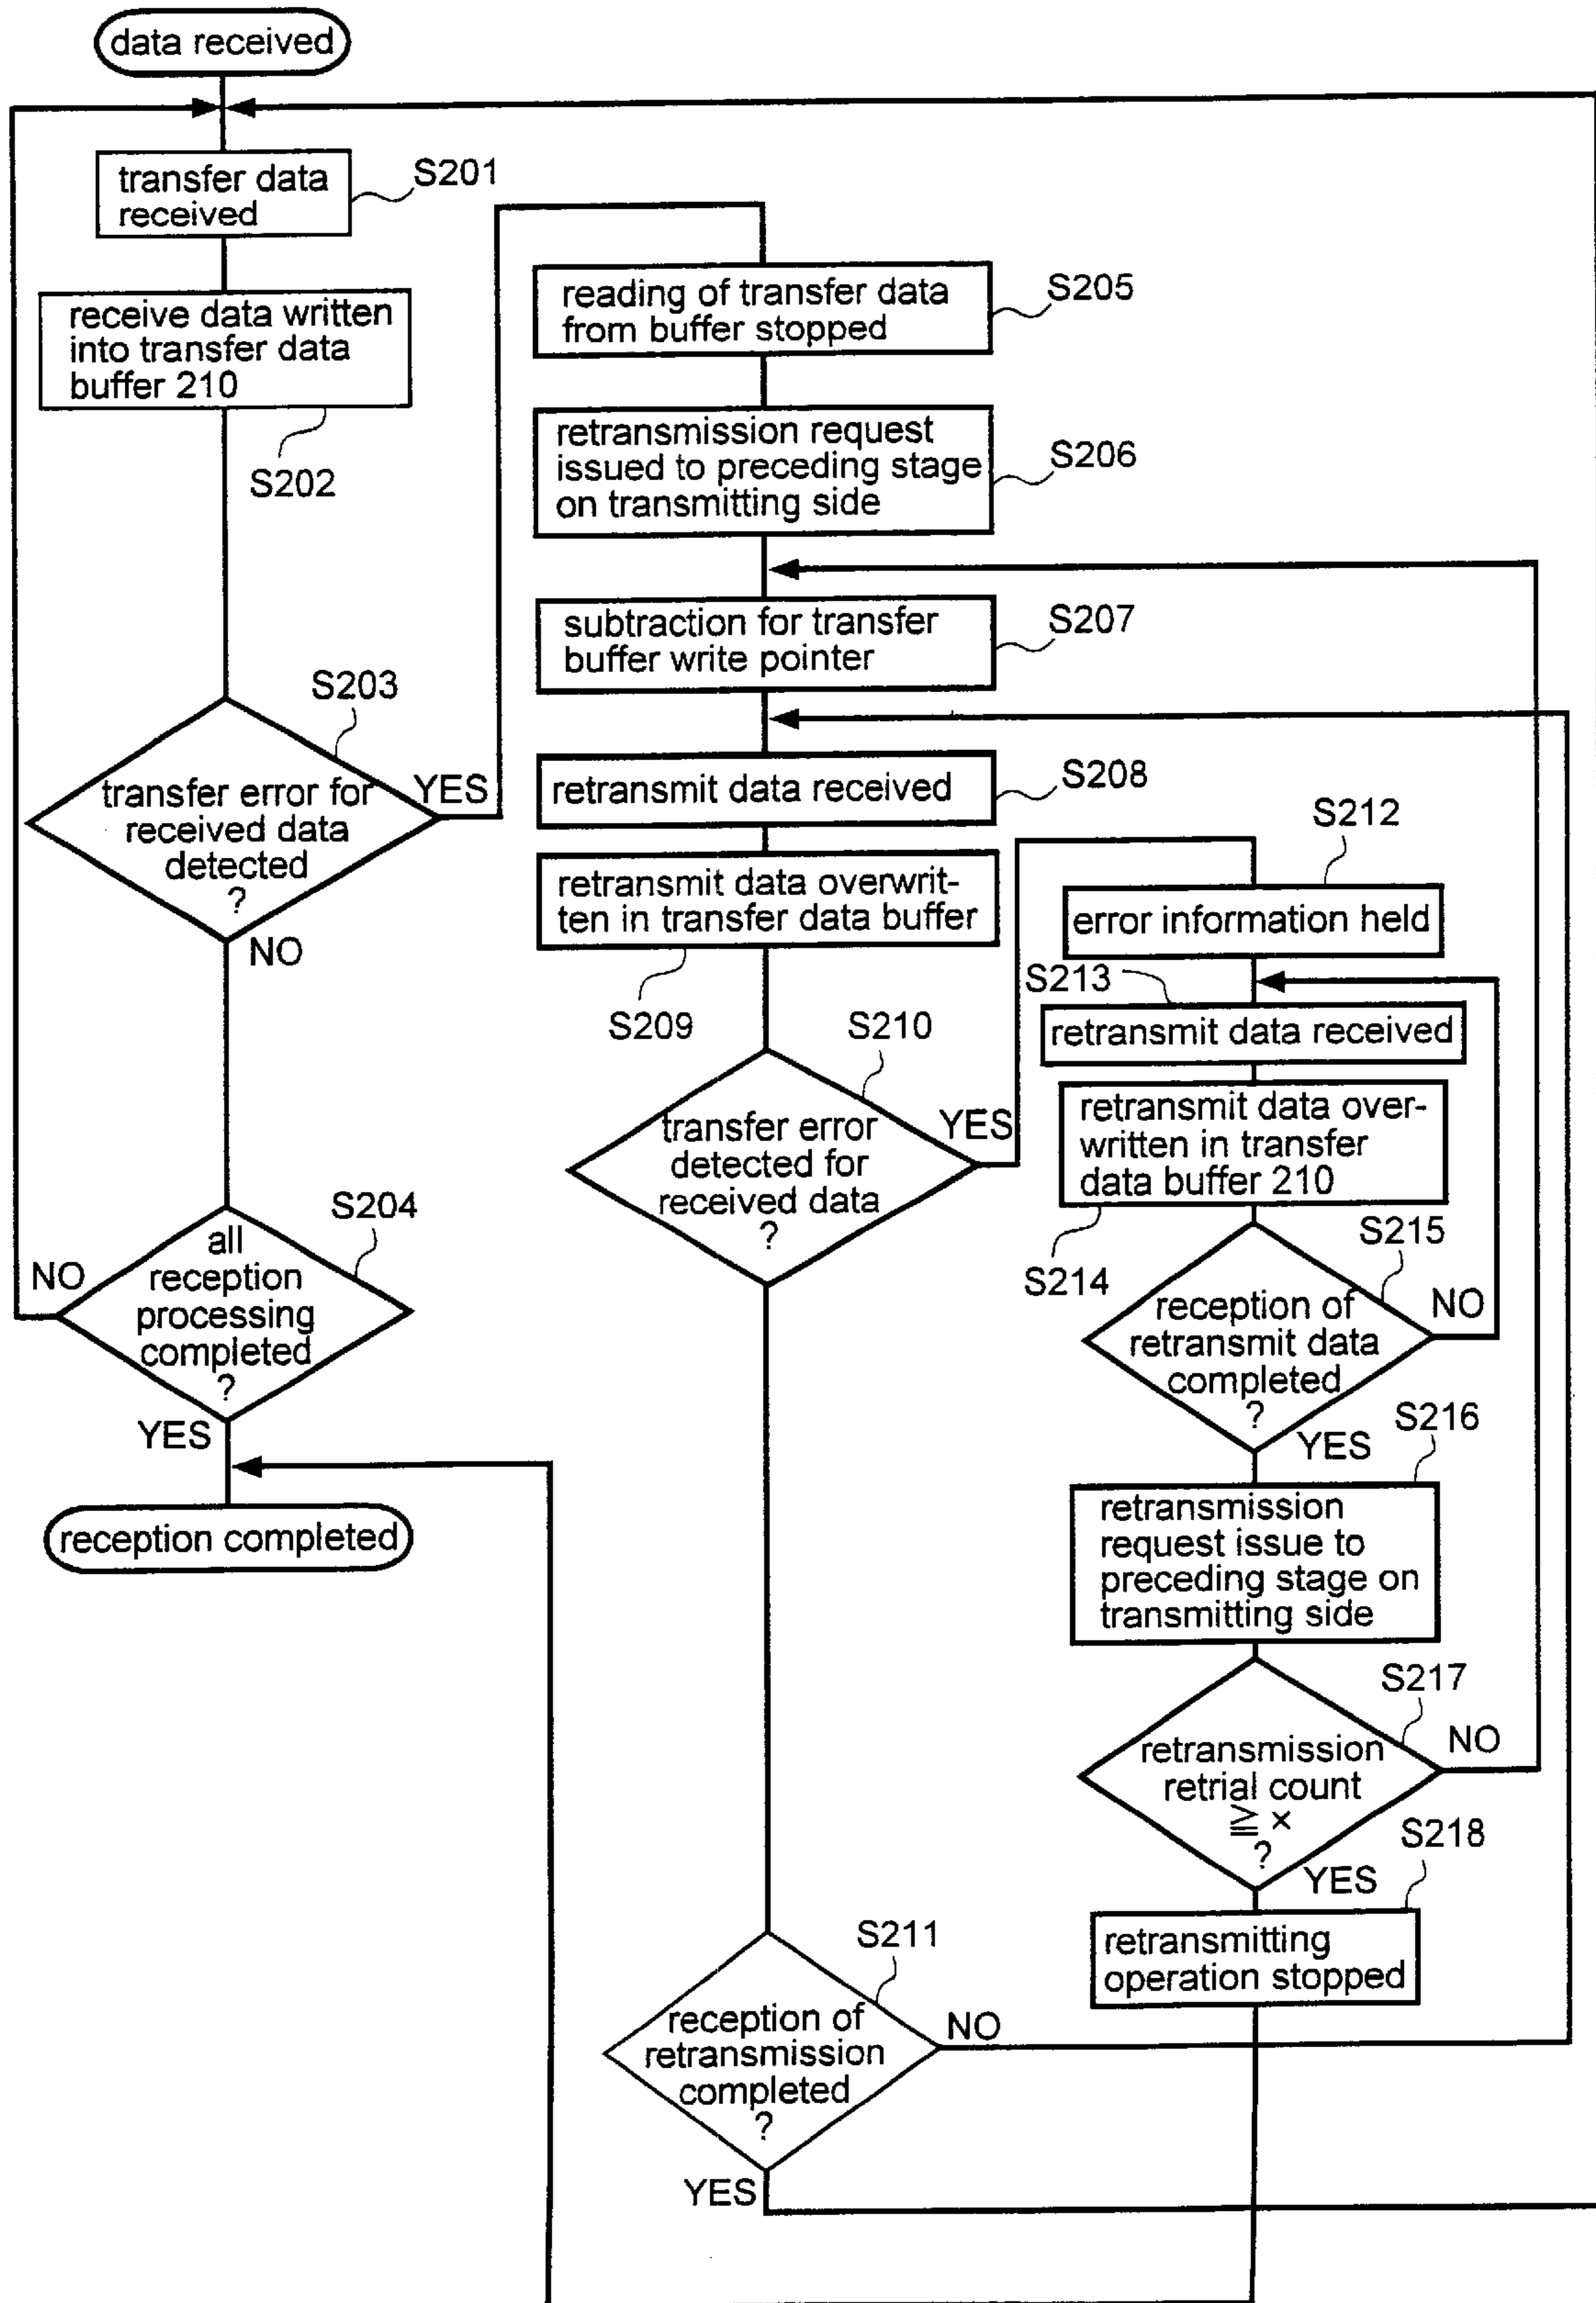 data received
transfer data
received
S201
receive data written
into transfer data
buffer 210
S202
S203
transfer error for
received data
detected
?
YES
NO
S204
all
reception
processing
completed
?
NO
YES
reception completed
reading of transfer data
from buffer stopped
S205
retransmission request
issued to preceding stage
on transmitting side
S206
subtraction for transfer
buffer write pointer
S207
retransmit data received
S208
retransmit data overwrit-
ten in transfer data buffer
S209
S210
transfer error
detected for
received data
?
YES
S211
reception of
retransmission
completed
?
NO
YES
S212
error information held
S213
retransmit data received
retransmit data over-
written in transfer
data buffer 210
S214
S215
reception of
retransmit data
completed
?
NO
YES
S216
retransmission
request issue to
preceding stage on
transmitting side
S217
retransmission
retrial count
≧ ×
?
NO
YES
S218
retransmitting
operation stopped